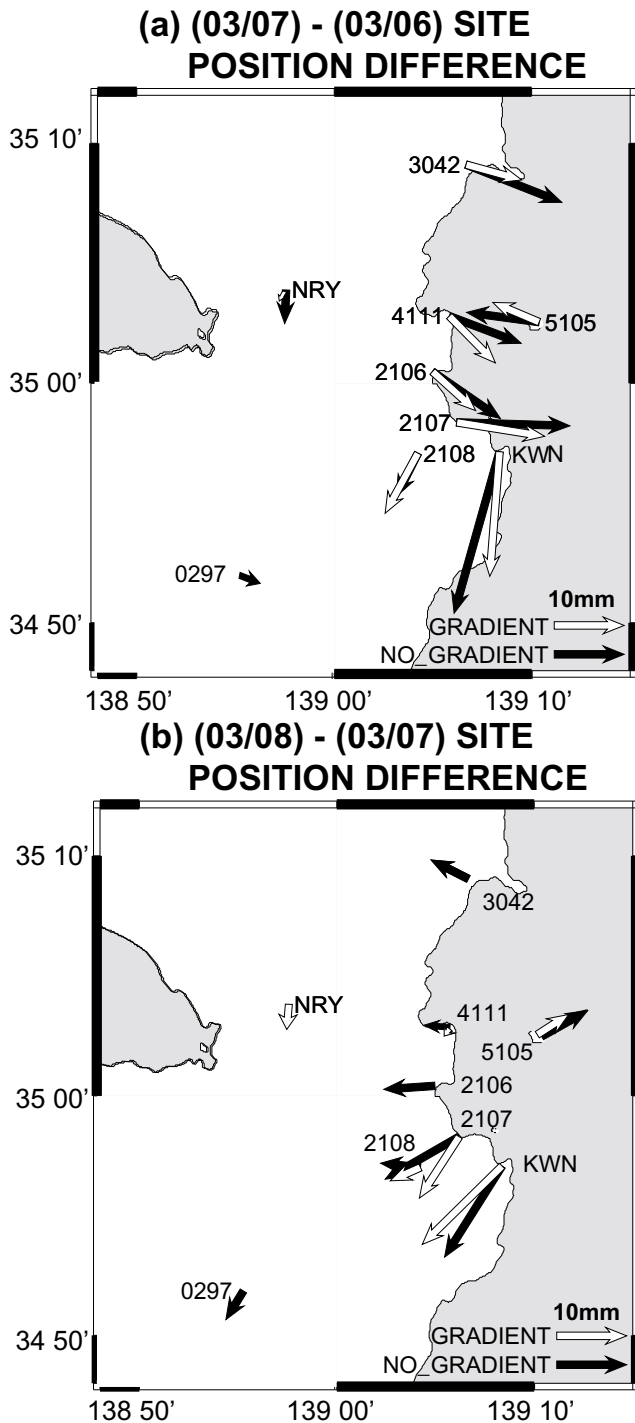 (a) (03/07) - (03/06) SITE
POSITION DIFFERENCE
35 10'
3042
NRY
4111
5105
35 00'
2106
2107
2108
KWN
0297
10mm
34 50'
GRADIENT
NO_GRADIENT
138 50'
139 00'
139 10'
(b) (03/08) - (03/07) SITE
POSITION DIFFERENCE
35 10'
3042
NRY
4111
5105
35 00'
2106
2107
2108
KWN
0297
10mm
34 50'
GRADIENT
NO_GRADIENT
138 50'
139 00'
139 10'